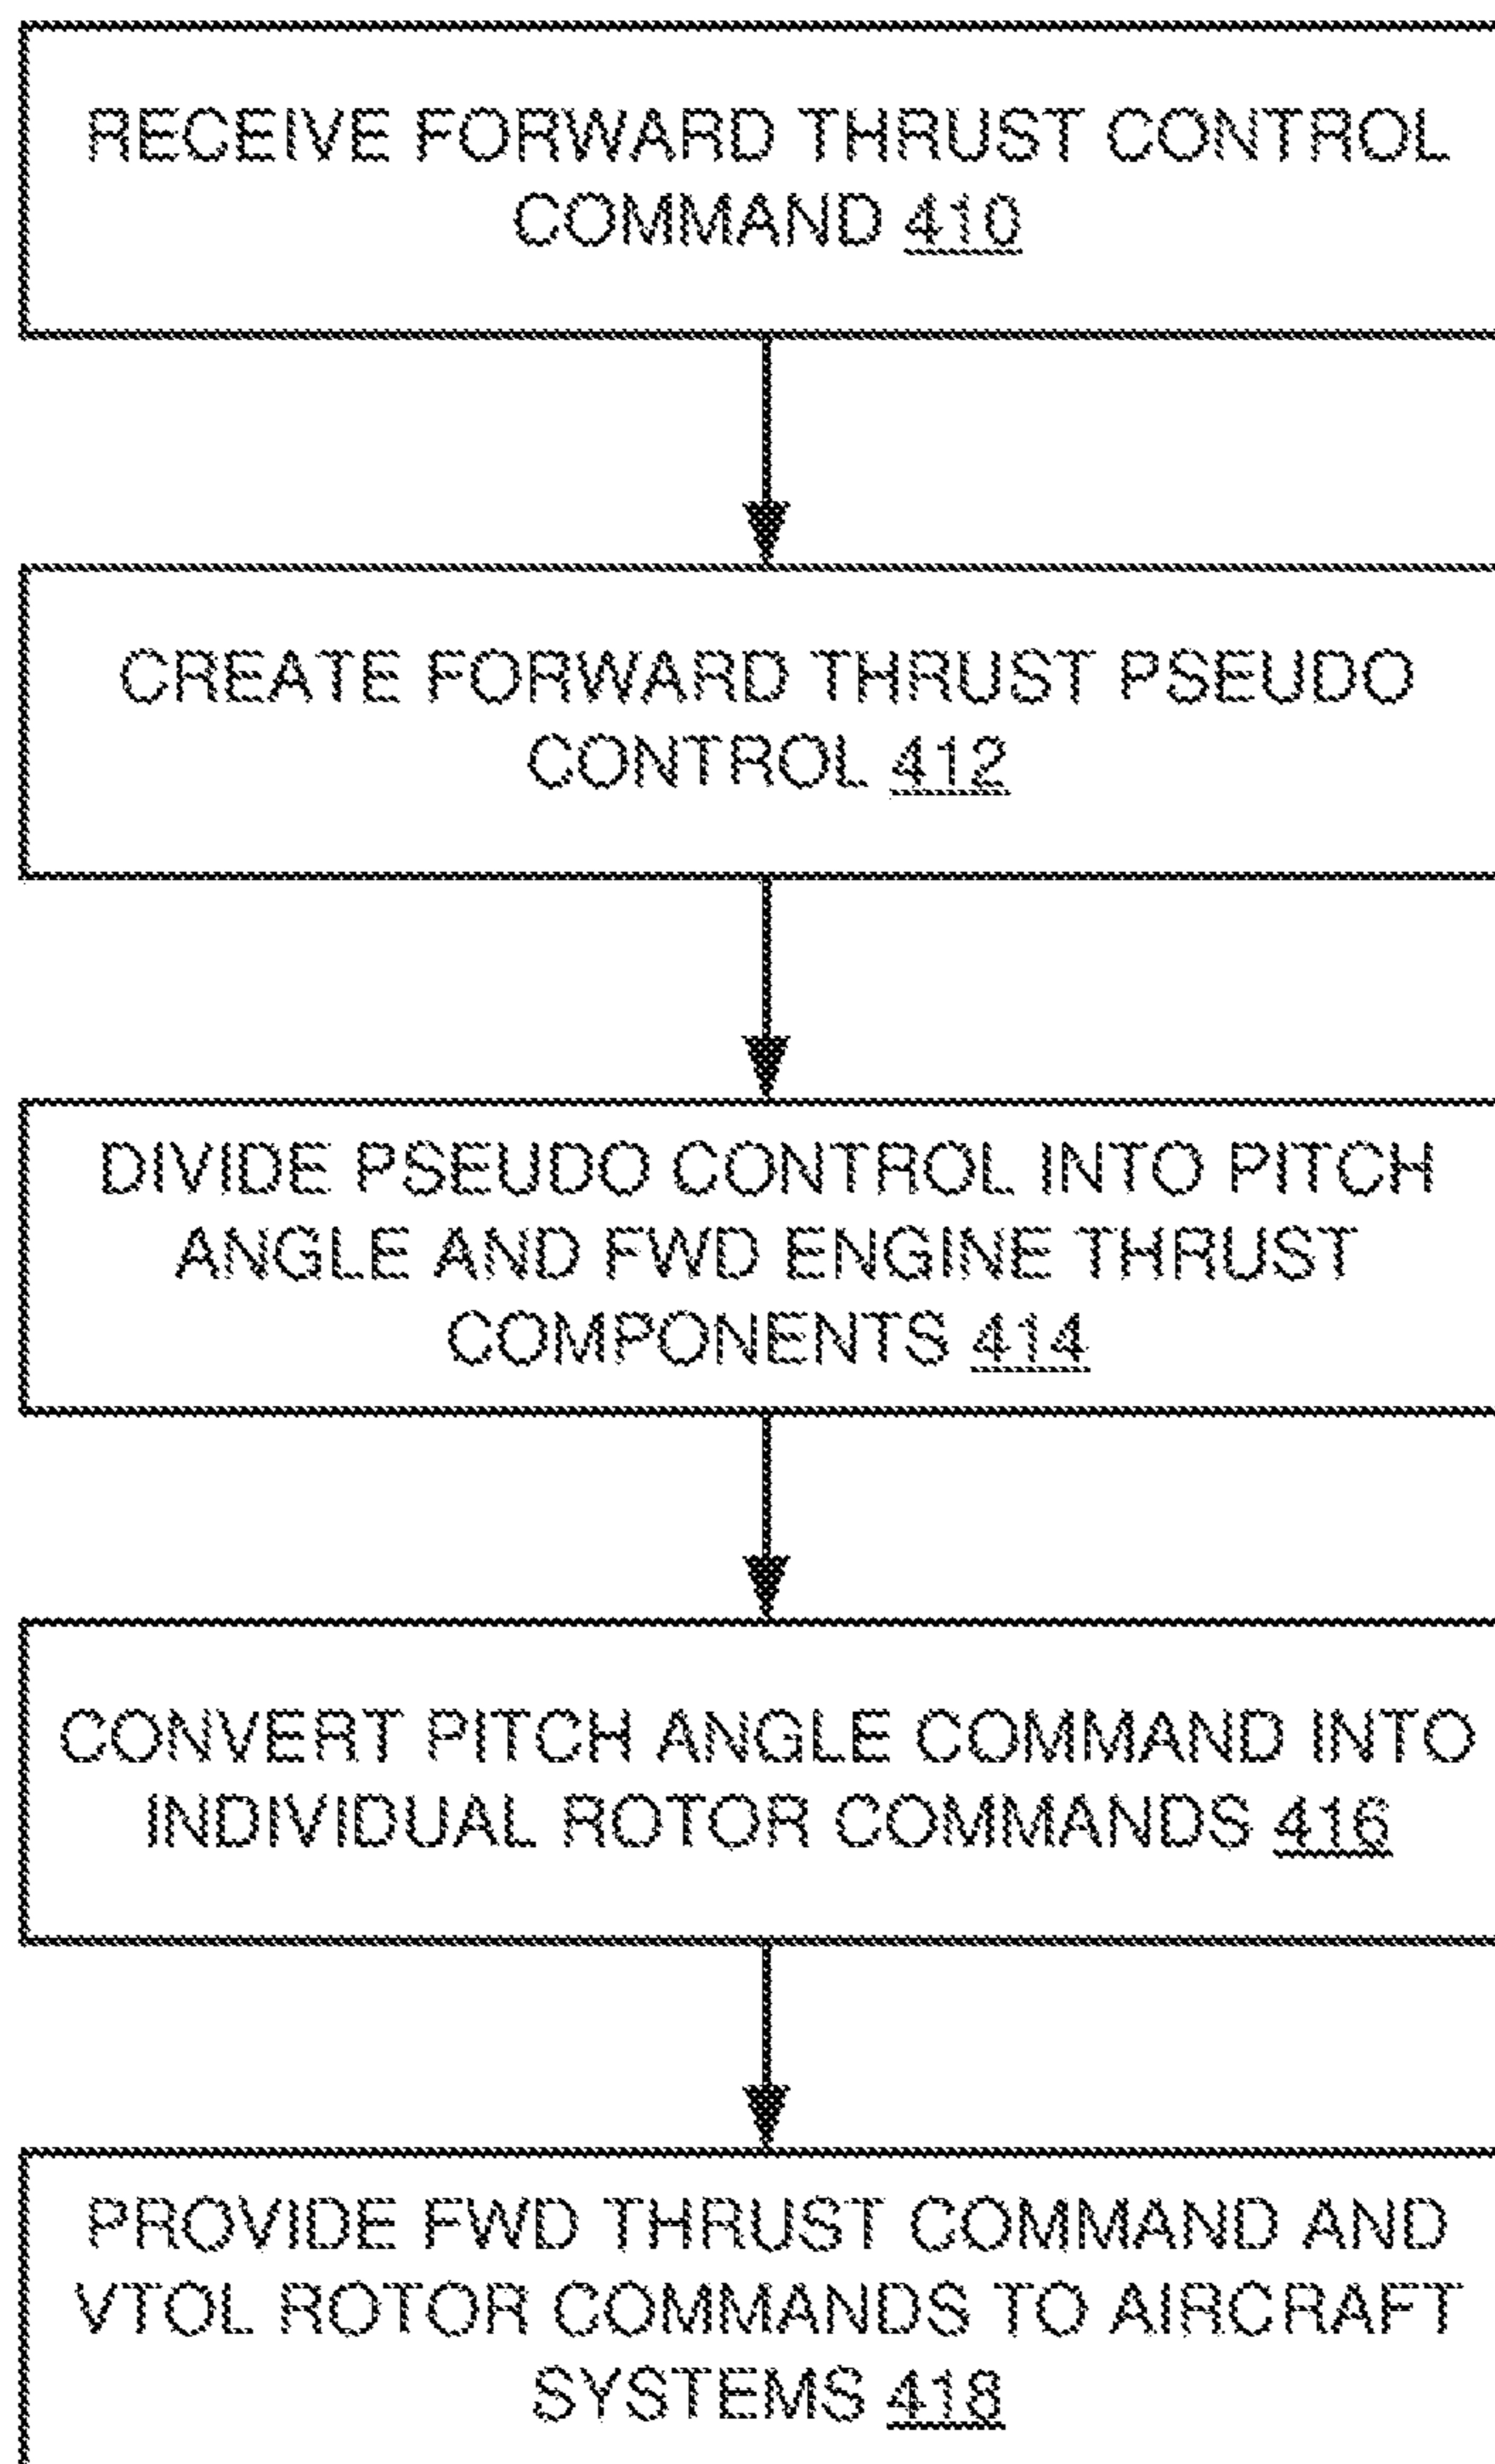 RECEIVE FORWARD THRUST CONTROL
COMMAND 410
CREATE FORWARD THRUST PSEUDO
CONTROL 412
DIVIDE PSEUDO CONTROL INTO PITCH
ANGLE AND FWD ENGINE THRUST
COMPONENTS 414
CONVERT PITCH ANGLE COMMAND INTO
INDIVIDUAL ROTOR COMMANDS 416
PROVIDE FWD THRUST COMMAND AND
VTOL ROTOR COMMANDS TO AIRCRAFT
SYSTEMS 418